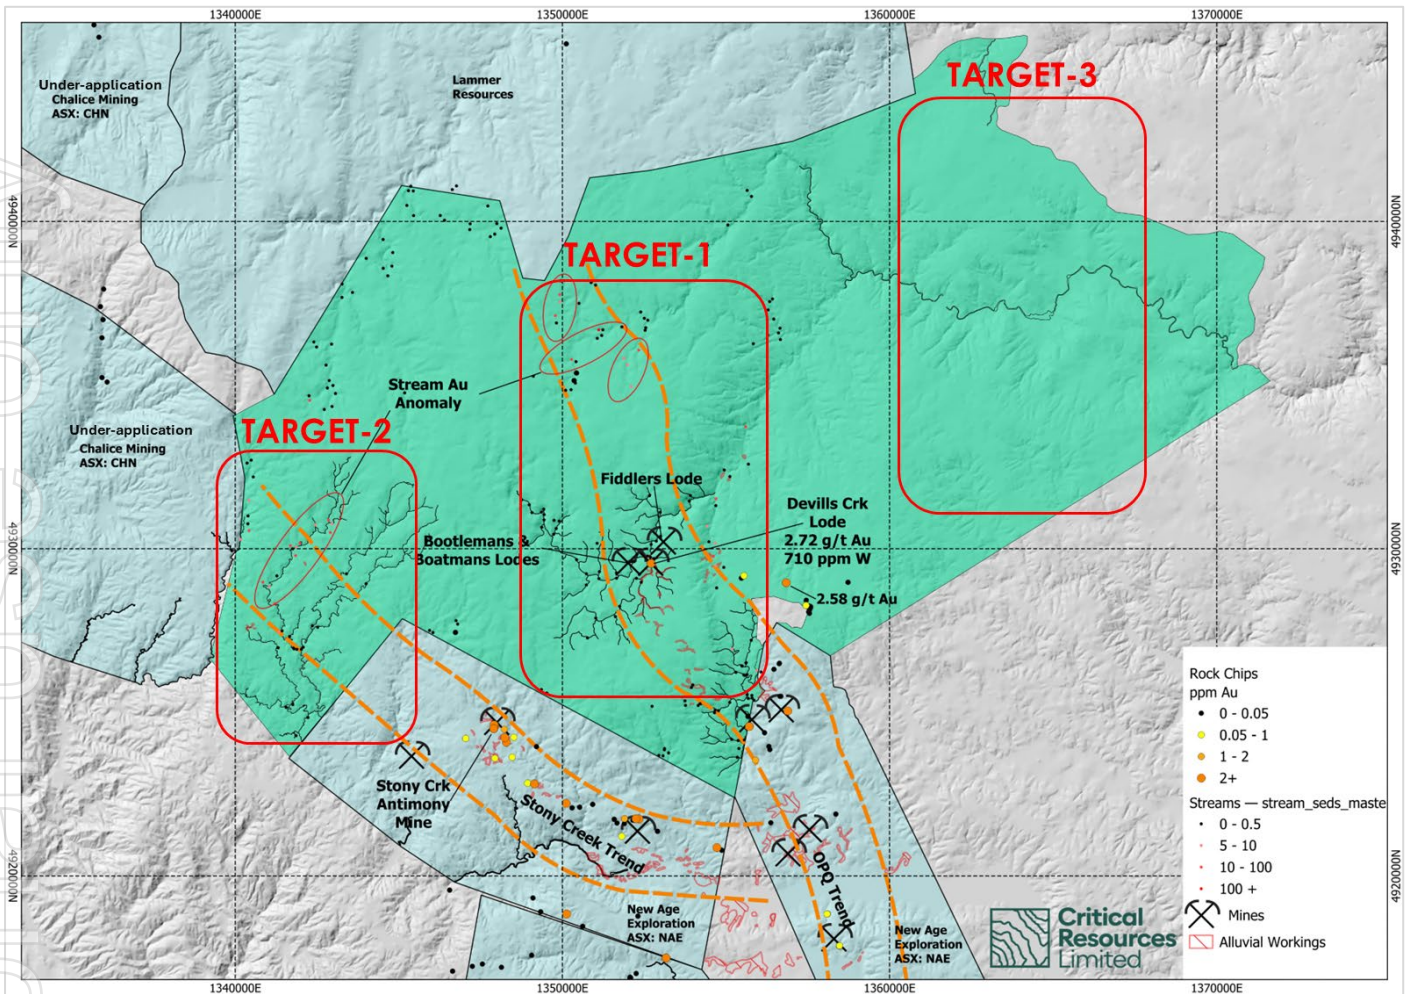 1340000E
1350000E
1360000E
1370000E
Under-application
Chalice Mining
ASX: CHN
Lammer
Resources
TARGET-3
4940000N
4940000N
TARGET-1
Stream Au
Anomaly
Under-application
Chalice Mining
ASX: CHN
TARGET-2
Fiddlers Lode
Devills Crk
Lode
2.72 g/t Au
710 ppm W
Bootlemans &
Boatmans Lodes
4930000N
4930000N
2.58 g/t Au
Stony Crk
Antimony
Mine
Stony Creek Trend
OPQ Trend
4920000N
4920000N
New Age
Exploration
ASX: NAE
New Age
Exploration
ASX: NAE
Rock Chips
ppm Au
0 - 0.05
0.05 - 1
1 - 2
2+
Streams — stream_seds_maste
0 - 0.5
5 - 10
10 - 100
100 +
Mines
Alluvial Workings
Critical
Resources
Limited
1340000E
1350000E
1360000E
1370000E